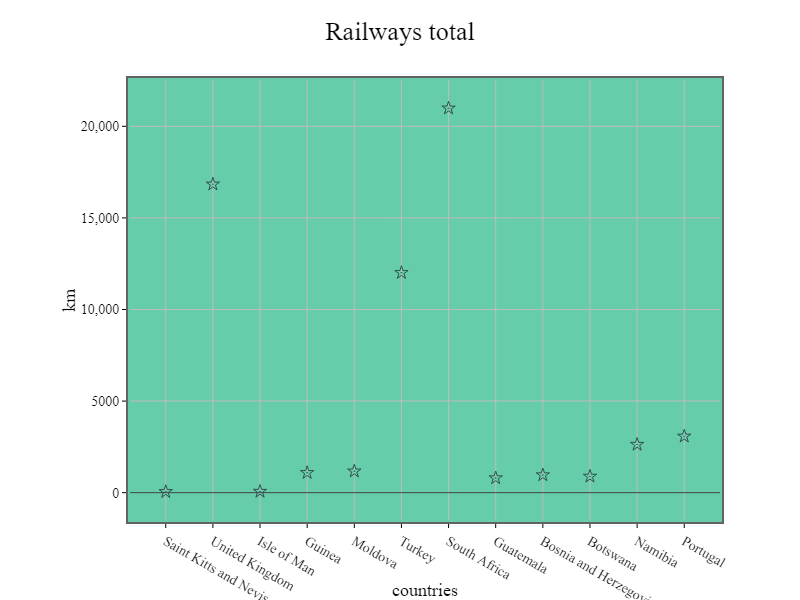 Railways total
20,000
15,000
10,000
5000
0
km
Saint Kitts and Nevis
United Kingdom
Isle of Man
Guinea
Moldova
Turkey
South Africa
Guatemala
Bosnia and
Botswana
Namibia
Portugal
countries